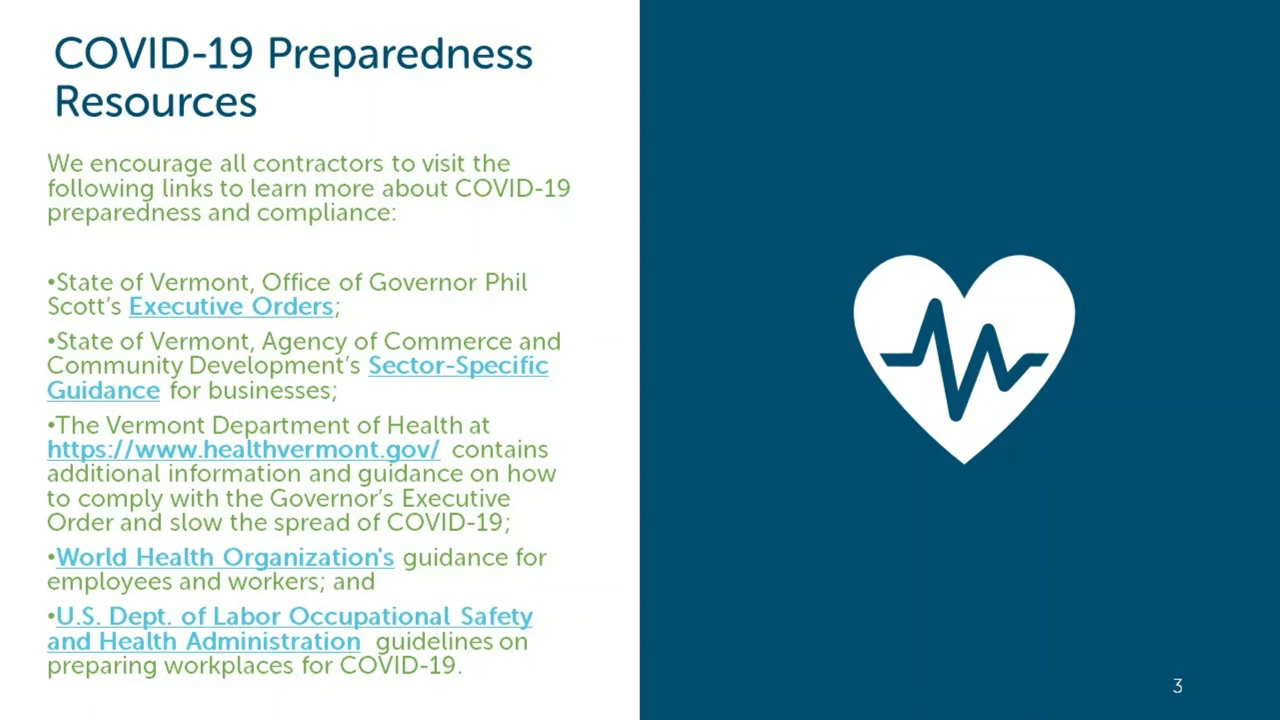 COVID-19 Preparedness
Resources
We encourage all contractors to visit the
following links to learn more about COVID-19
preparedness and compliance:
•State of Vermont, Office of Governor Phil
Scott’s Executive Orders;
•State of Vermont, Agency of Commerce and
Community Development’s Sector-Specific
Guidance for businesses;
•The Vermont Department of Health at
https://www.healthvermont.gov/ contains
additional information and guidance on how
to comply with the Governor’s Executive
Order and slow the spread of COVID-19;
•World Health Organization's guidance for
employees and workers; and
•U.S. Dept. of Labor Occupational Safety
and Health Administration guidelines on
preparing workplaces for COVID-19.
3